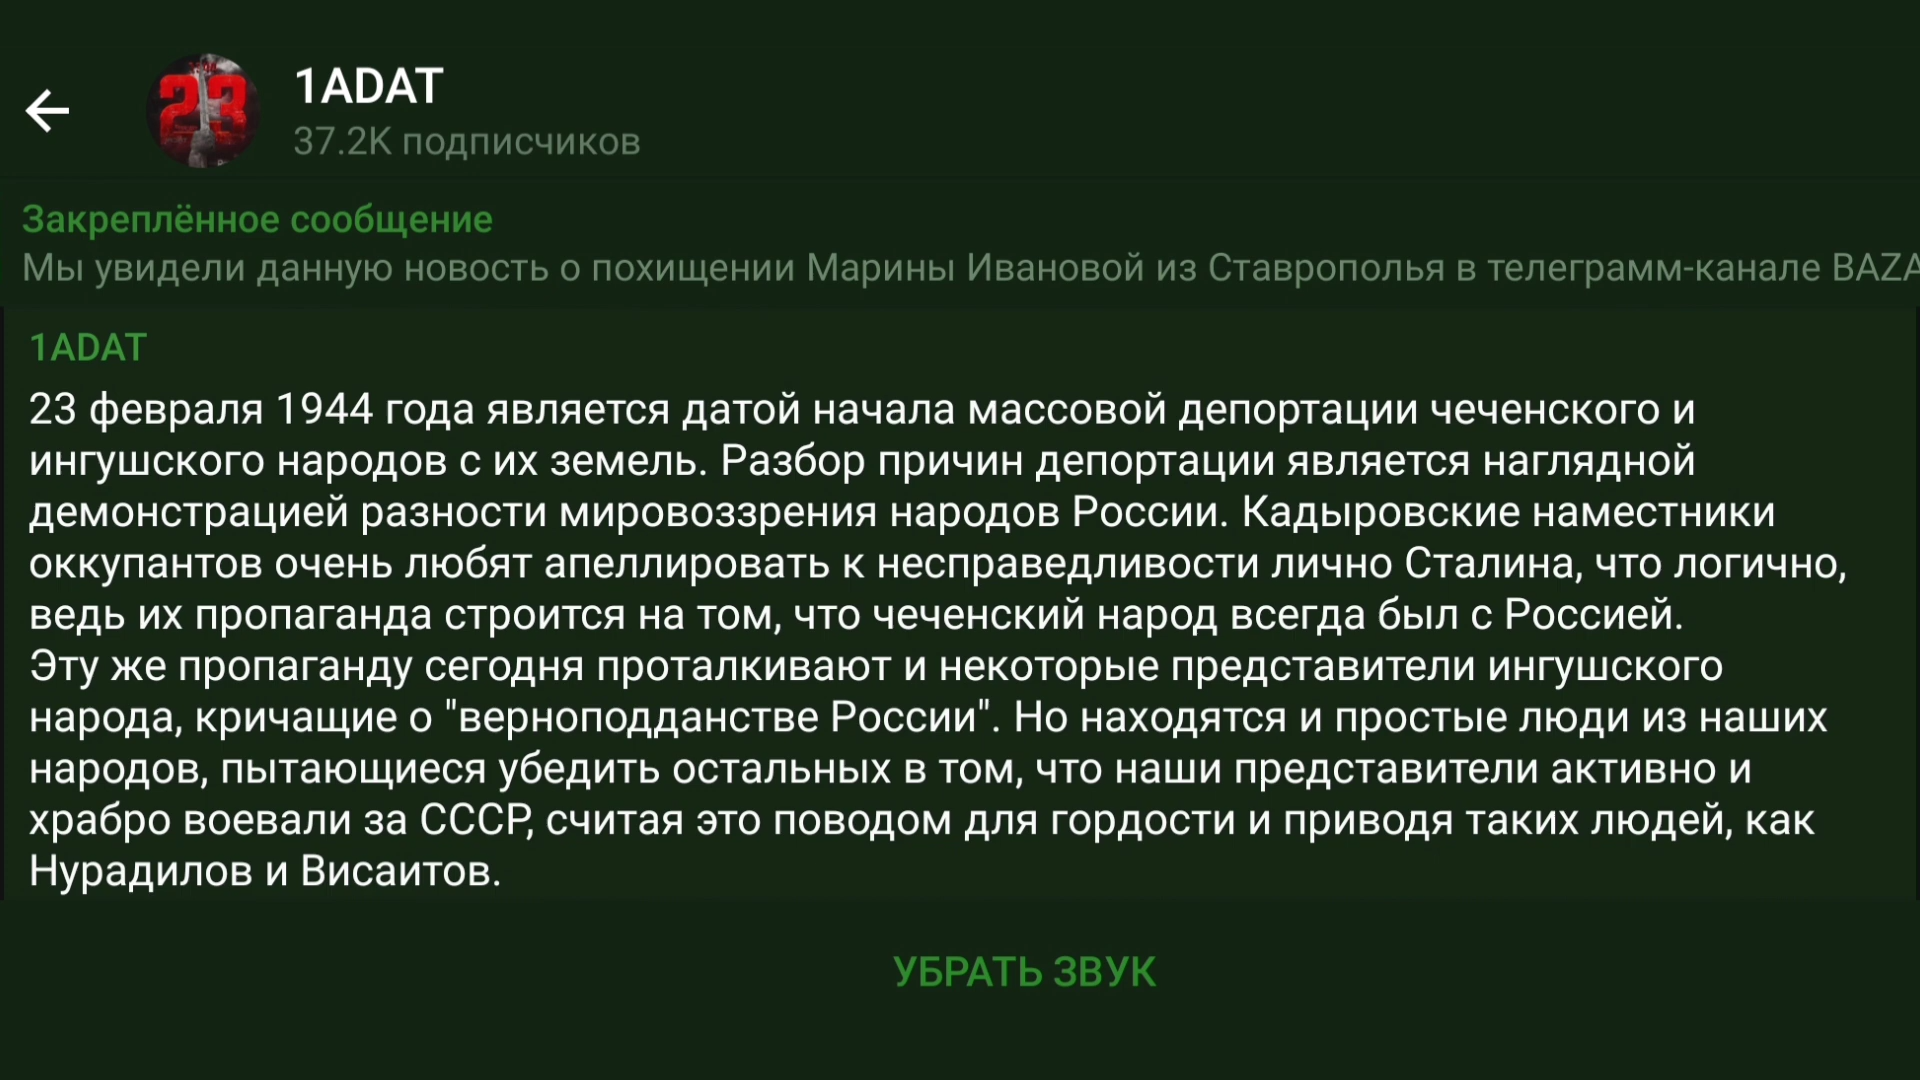 23
1ADAT
37.2K подписчиков
Закреплённое сообщение
Мы увидели данную новость о похищении Марины Ивановой из Ставрополья в телеграмм-канале BAZA
1ADAT
23 февраля 1944 года является датой начала массовой депортации чеченского и
ингушского народов с их земель. Разбор причин депортации является наглядной
демонстрацией разности мировоззрения народов России. Кадыровские наместники
оккупантов очень любят апеллировать к несправедливости лично Сталина, что логично,
ведь их пропаганда строится на том, что чеченский народ всегда был с Россией.
Эту же пропаганду сегодня проталкивают и некоторые представители ингушского
народа, кричащие о "верноподданстве России". Но находятся и простые люди из наших
народов, пытающиеся убедить остальных в том, что наши представители активно и
храбро воевали за СССР, считая это поводом для гордости и приводя таких людей, как
Нурадилов и Висаитов.
УБРАТЬ ЗВУК